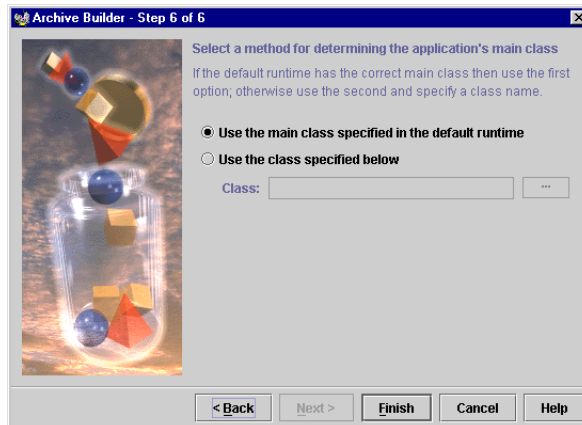 Archive Builder - Step 6 of 6
Select a method for determining the application's main class
If the default runtime has the correct main class then use the first
option; otherwise use the second and specify a class name.
Use the main class specified in the default runtime
Use the class specified below
Class:
...
< Back Next > Finish Cancel Help